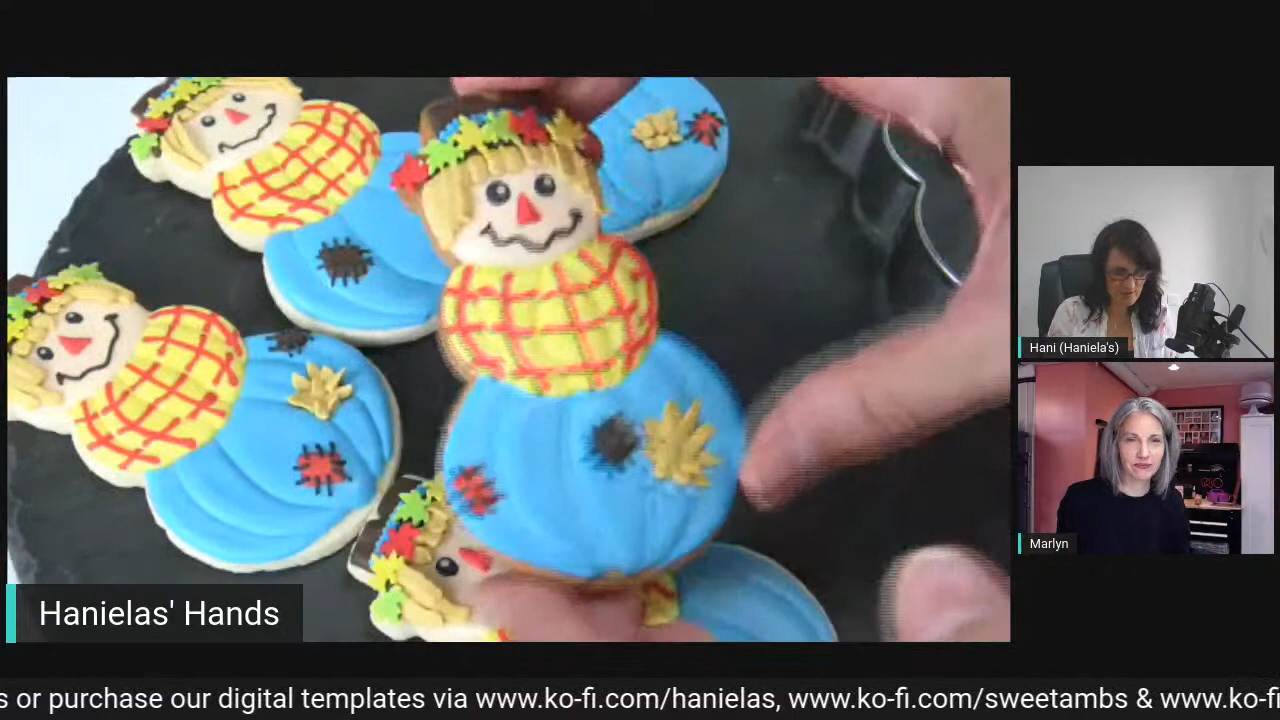 Hani (Haniela's)
Marlyn
Hanielas' Hands
s or purchase our digital templates via www.ko-fi.com/hanielas, www.ko-fi.com/sweetambs & www.ko-fi